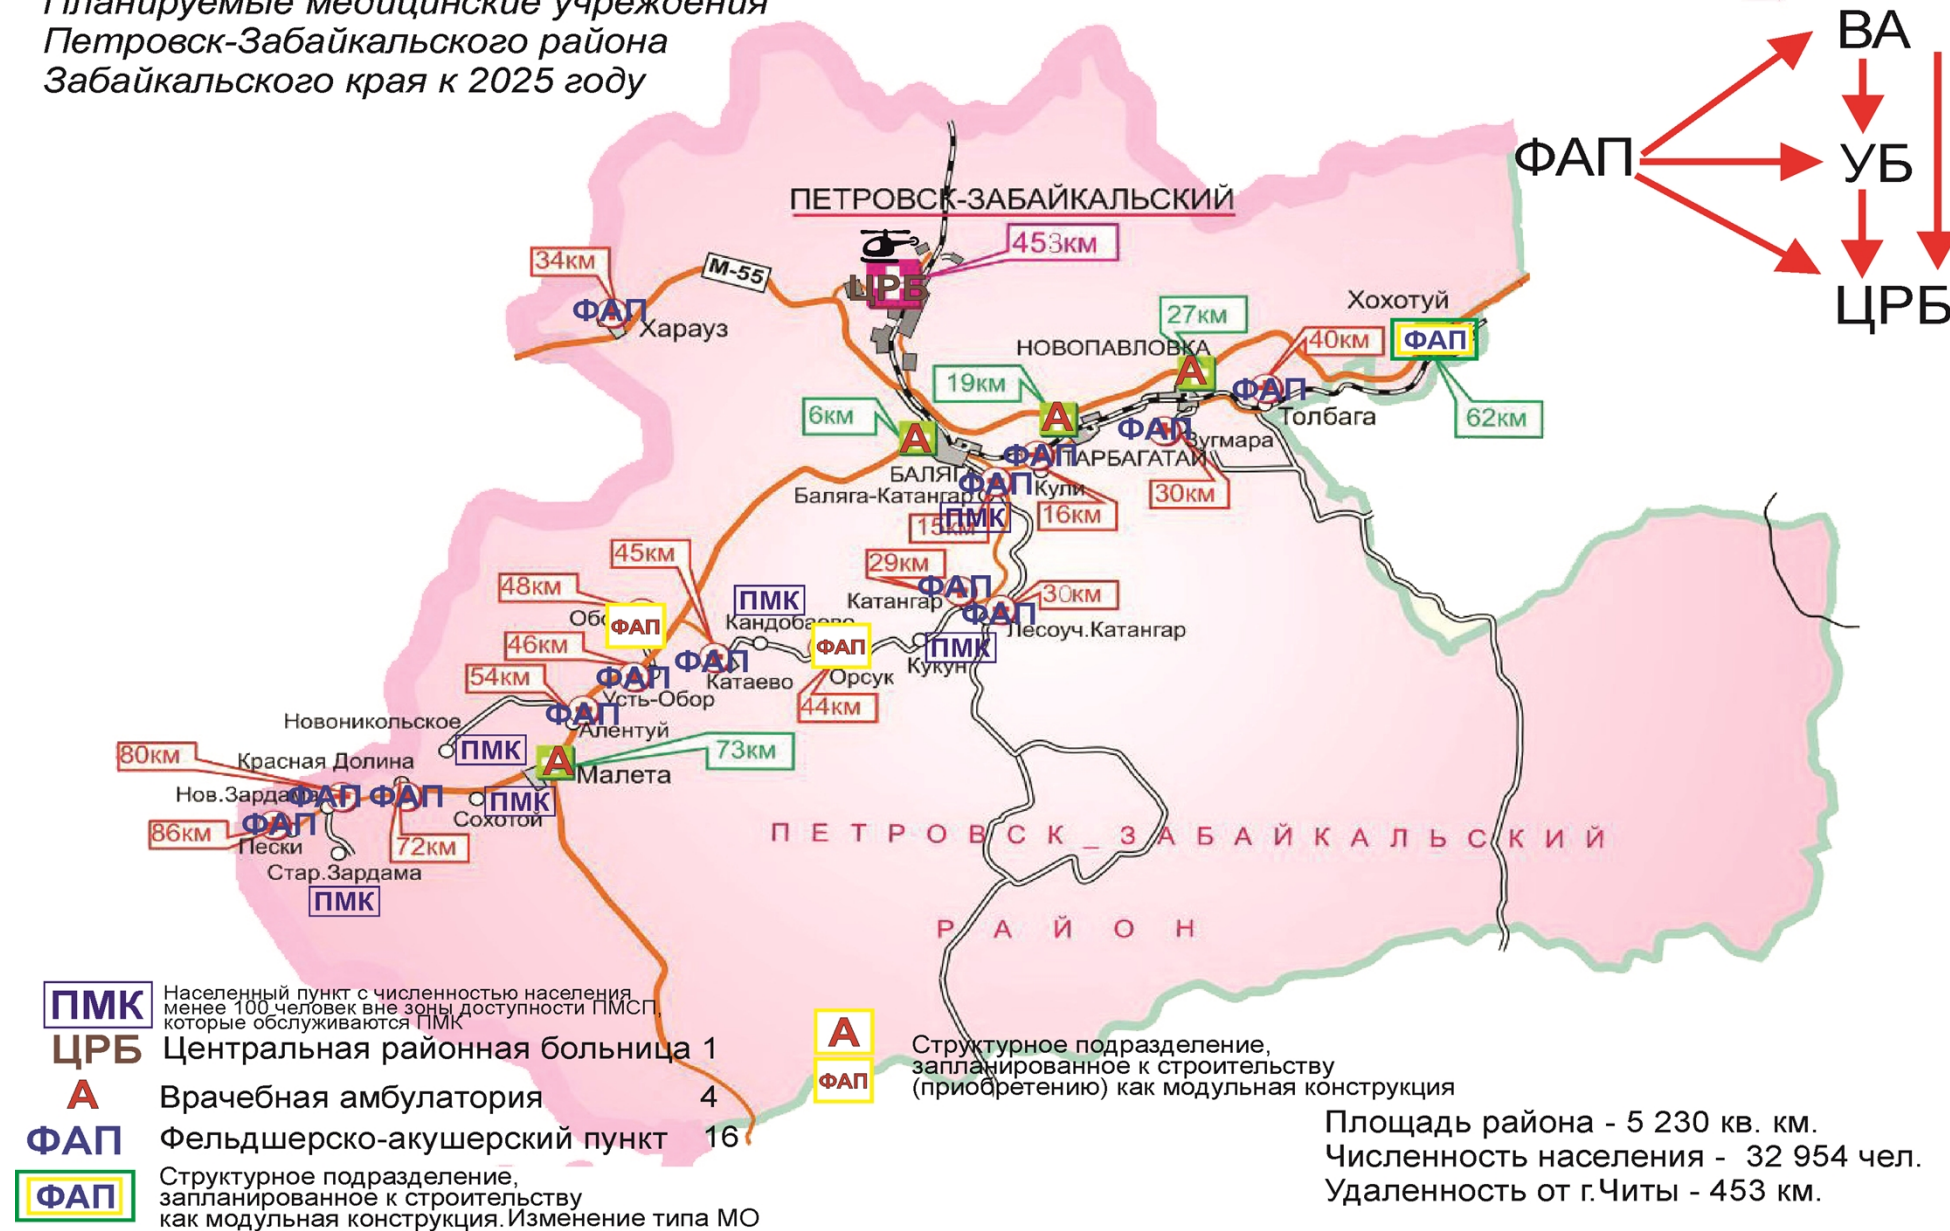 Планируемые медицинские учреждения
Петровск-Забайкальского района
Забайкальского края к 2025 году
ВА
ФАП
УБ
ЦРБ
ПЕТРОВСК-ЗАБАЙКАЛЬСКИЙ
453км
ЦРБ
М-55
34км
ФАП
Харауз
Хохотуй
ФАП
62км
27км
НОВОПАВЛОВКА
А
40км
ФАП
Толбага
19км
А
ТАРБАГАТАЙ
ФАП
Зугмара
30км
6км
А
БАЛЯГА
ФАП
Кули
16км
Баляга-Катангар
ФАП
ПМК
15км
29км
ФАП
Катангар
30км
ФАП
Лесоуч.Катангар
45км
48км
ФАП
ПМК
Кандобаево
ФАП
Орсук
44км
Кукун
ПМК
46км
ФАП
Катаево
ФАП
Усть-Обор
54км
ФАП
Алентуй
Новоникольское
ПМК
А
Малета
73км
80км
Красная Долина
Нов.Зардама
ФАП
ФАП
72км
Сохотой
ПМК
86км
ФАП
Пески
Стар.Зардама
ПМК
ПЕТРОВСК_ЗАБАЙКАЛЬСКИЙ
РАЙОН
ПМК
Населенный пункт с численностью населения
менее 100 человек вне зоны доступности ПМСП,
которые обслуживаются ПМК
ЦРБ Центральная районная больница 1
А Врачебная амбулатория 4
ФАП Фельдшерско-акушерский пункт 16
ФАП
Структурное подразделение,
запланированное к строительству
как модульная конструкция. Изменение типа МО
А
ФАП
Структурное подразделение,
запланированное к строительству
(приобретению) как модульная конструкция
Площадь района - 5 230 кв. км.
Численность населения - 32 954 чел.
Удаленность от г.Читы - 453 км.